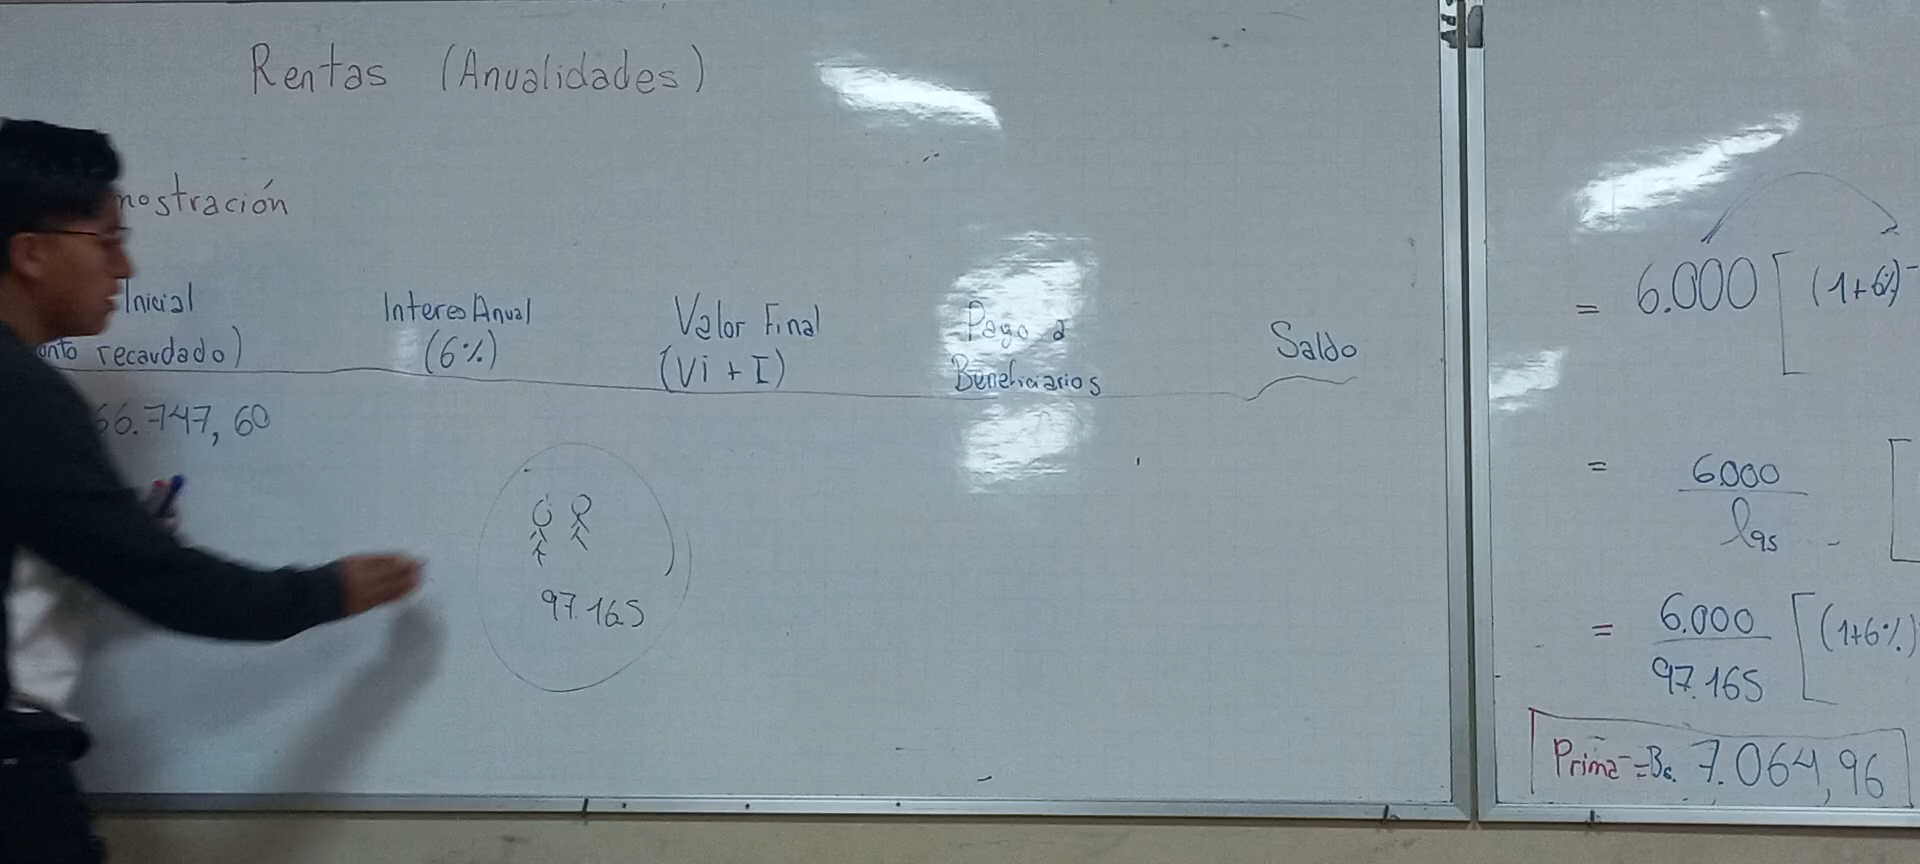 Rentas (Anualidades)
mostración
Inicial
onto recaudado)
Interes Anual
(6%)
Valor Final
(Vi + I)
Pago a
Beneficiarios
Saldo
66.747,60
97.165
= 6.000 [ (1+6%)⁻
= 6000 / l₉₅ [
= 6.000 / 97.165 [ (1+6%)
Prima = Bs. 7.064,96